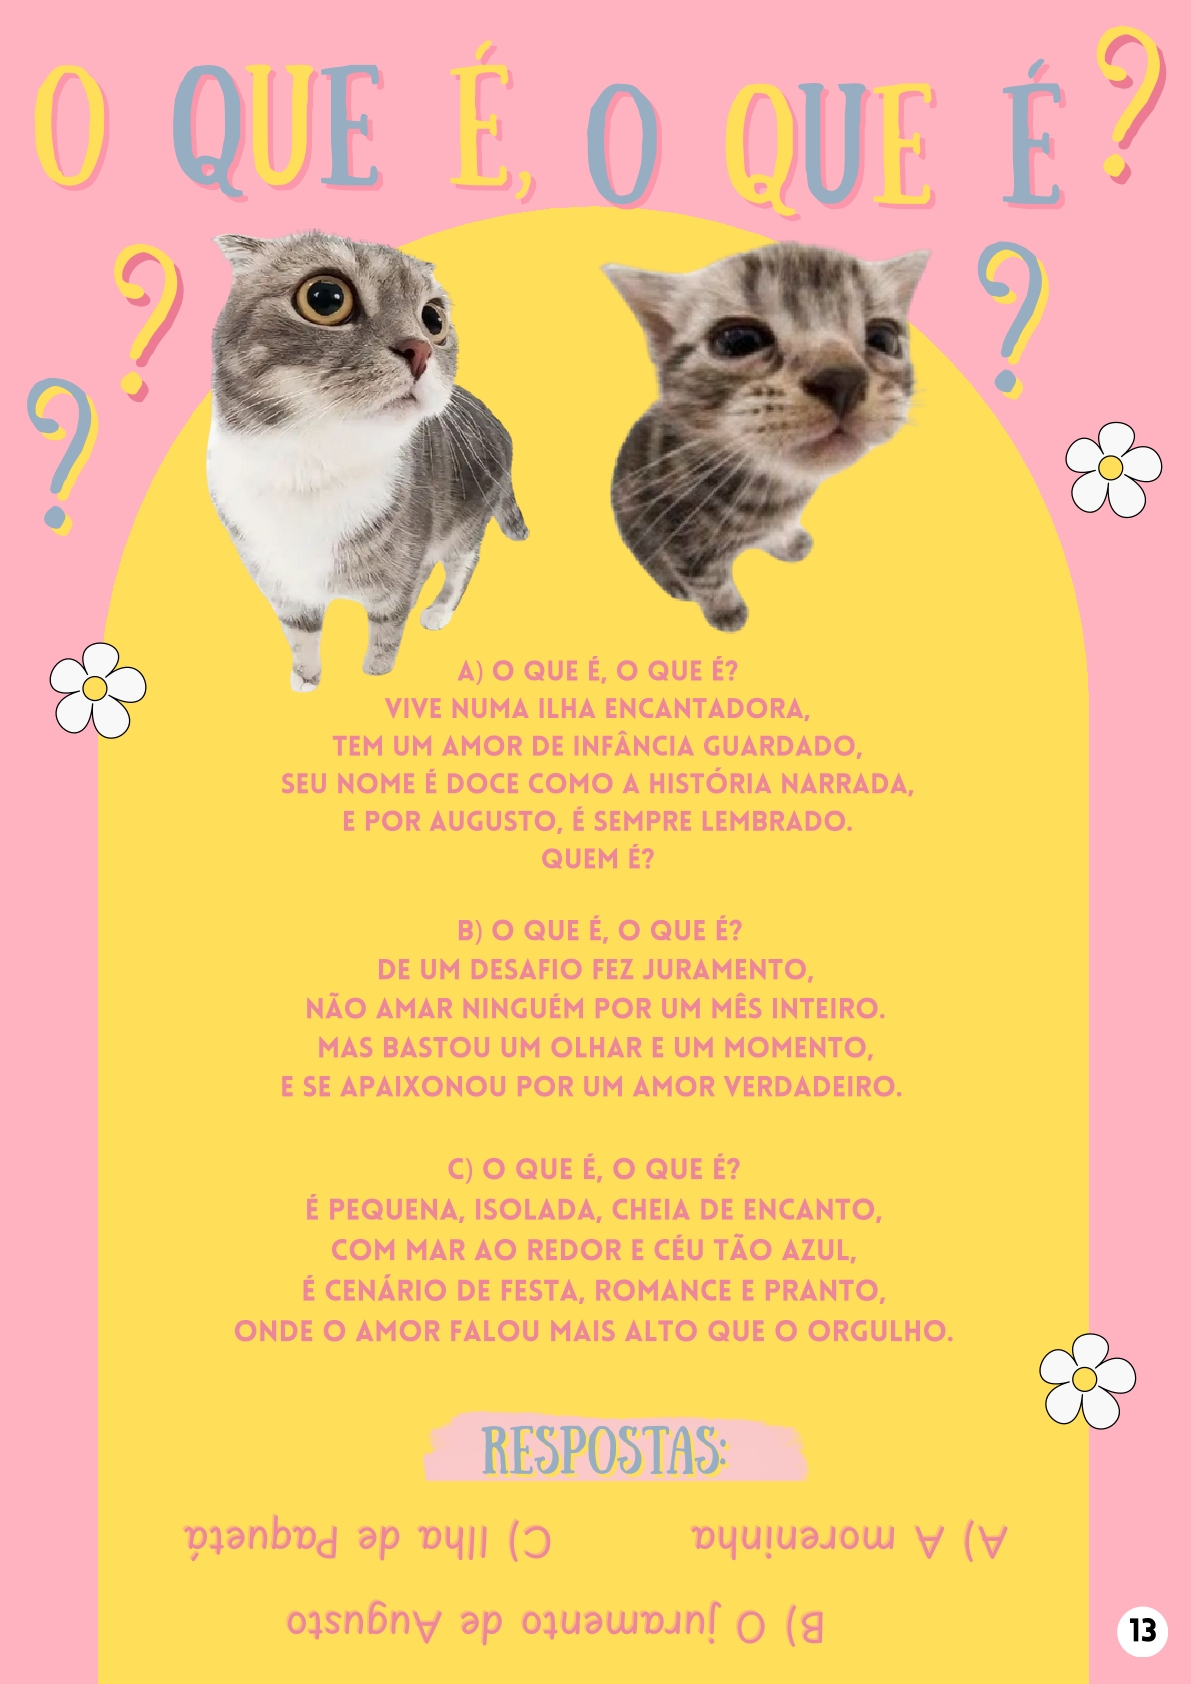 O QUE É, O QUE É?
A) O QUE É, O QUE É?
VIVE NUMA ILHA ENCANTADORA,
TEM UM AMOR DE INFÂNCIA GUARDADO,
SEU NOME É DOCE COMO A HISTÓRIA NARRADA,
E POR AUGUSTO, É SEMPRE LEMBRADO.
QUEM É?
B) O QUE É, O QUE É?
DE UM DESAFIO FEZ JURAMENTO,
NÃO AMAR NINGUÉM POR UM MÊS INTEIRO.
MAS BASTOU UM OLHAR E UM MOMENTO,
E SE APAIXONOU POR UM AMOR VERDADEIRO.
C) O QUE É, O QUE É?
É PEQUENA, ISOLADA, CHEIA DE ENCANTO,
COM MAR AO REDOR E CÉU TÃO AZUL,
É CENÁRIO DE FESTA, ROMANCE E PRANTO,
ONDE O AMOR FALOU MAIS ALTO QUE O ORGULHO.
RESPOSTAS:
A) A moreninha
C) Ilha de Paquetá
B) O juramento de Augusto
13